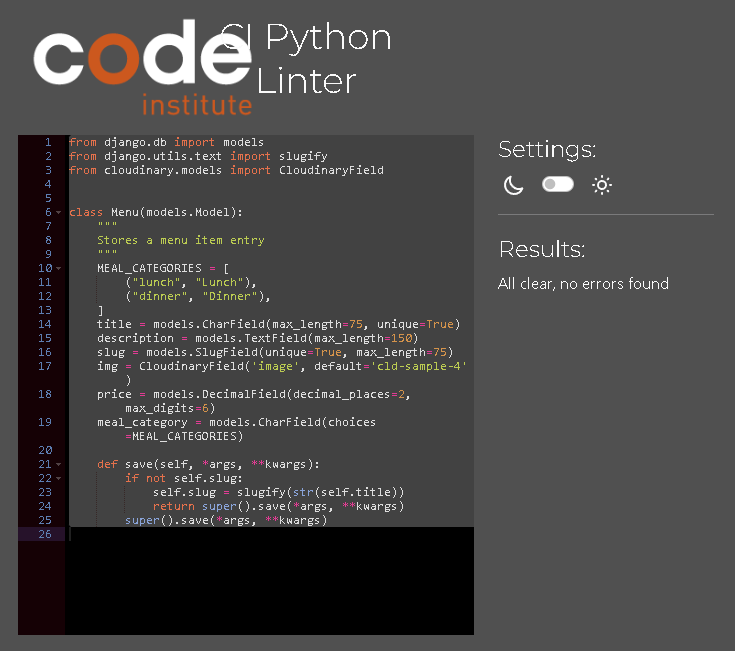 code
institute
CI Python
Linter
1 from django.db import models
2 from django.utils.text import slugify
3 from cloudinary.models import CloudinaryField
4
5
6 class Menu(models.Model):
7     """
8     Stores a menu item entry
9     """
10     MEAL_CATEGORIES = [
11         ("lunch", "Lunch"),
12         ("dinner", "Dinner"),
13     ]
14     title = models.CharField(max_length=75, unique=True)
15     description = models.TextField(max_length=150)
16     slug = models.SlugField(unique=True, max_length=75)
17     img = CloudinaryField('image', default='cld-sample-4'
        )
18     price = models.DecimalField(decimal_places=2,
        max_digits=6)
19     meal_category = models.CharField(choices
        =MEAL_CATEGORIES)
20
21     def save(self, *args, **kwargs):
22         if not self.slug:
23             self.slug = slugify(str(self.title))
24             return super().save(*args, **kwargs)
25         super().save(*args, **kwargs)
26
Settings:
Results:
All clear, no errors found